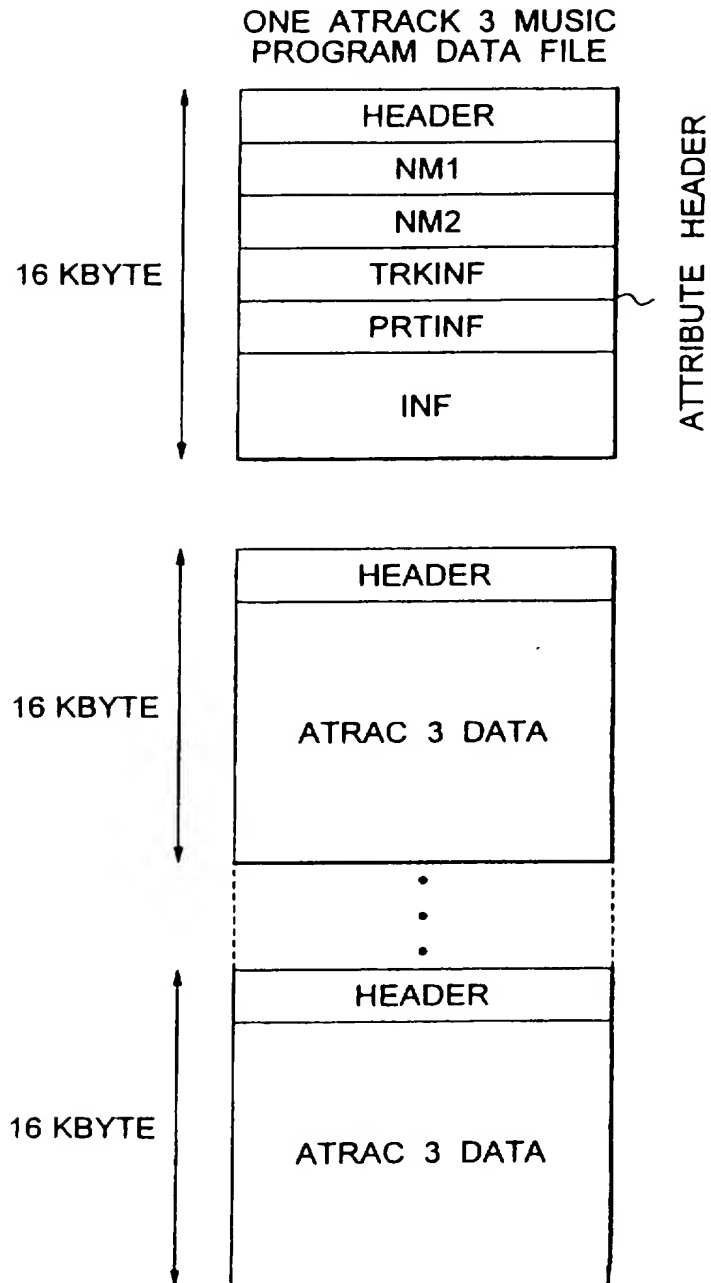 ONE ATRACK 3 MUSIC
PROGRAM DATA FILE
HEADER
NM1
NM2
16 KBYTE
TRKINF
PRTINF
INF
ATTRIBUTE HEADER
HEADER
16 KBYTE
ATRAC 3 DATA
HEADER
16 KBYTE
ATRAC 3 DATA